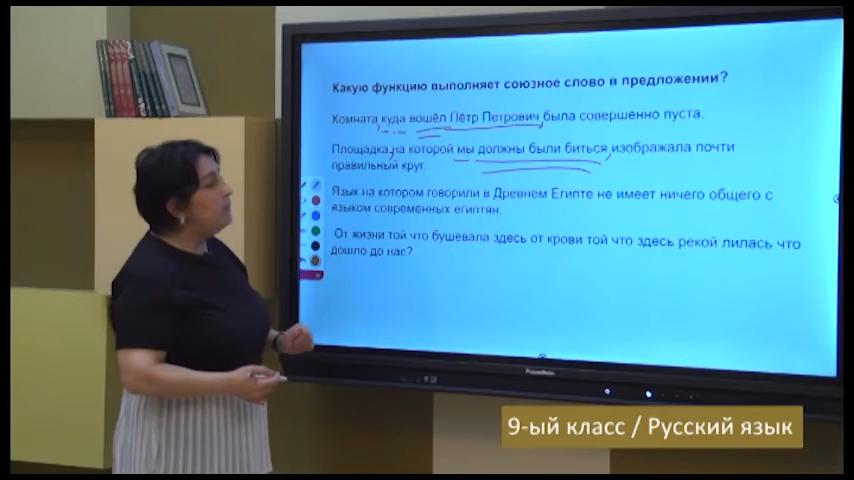 Какую функцию выполняет союзное слово в предложении?
Комната куда вошёл Пётр Петрович была совершенно пуста.
Площадка на которой мы должны были биться, изображала почти
правильный круг.
Язык на котором говорили в Древнем Египте не имеет ничего общего с
языком современных египтян.
От жизни той что бушевала здесь от крови той что здесь рекой лилась что
дошло до нас?
Promethean
9-ый класс / Русский язык